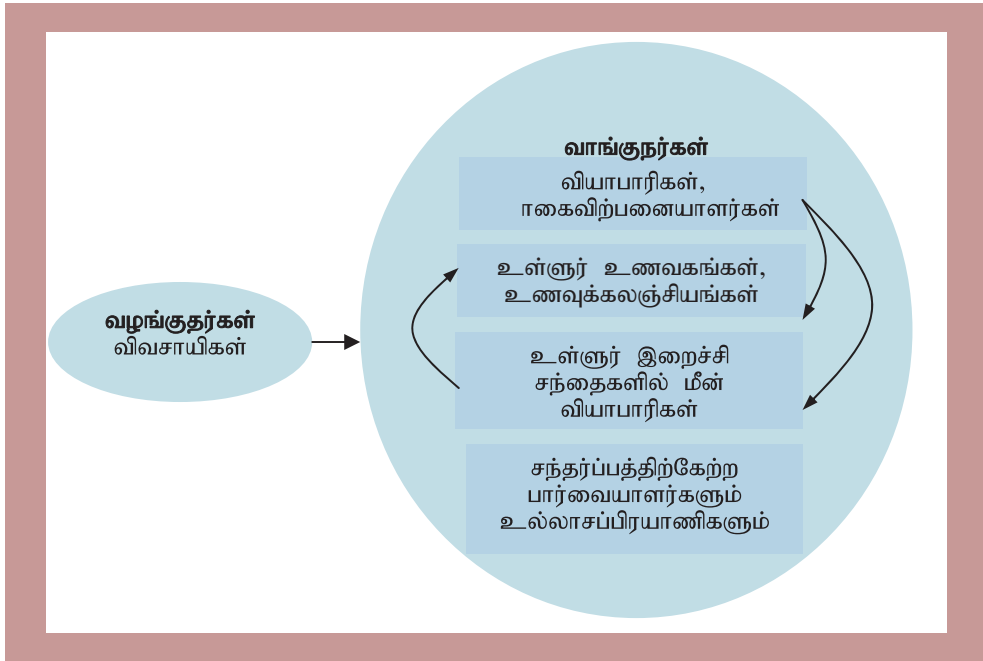 வாங்குநர்கள்
வியாபாரிகள்,
ாகைவிற்பனையாளர்கள்
உள்ளுர் உணவகங்கள்,
உணவுக்கலஞ்சியங்கள்
வழங்குதர்கள்
விவசாயிகள்
உள்ளுர் இறைச்சி
சந்தைகளில் மீன்
வியாபாரிகள்
சந்தர்ப்பத்திற்கேற்ற
பார்வையாளர்களும்
உல்லாசப்பிரயாணிகளும்